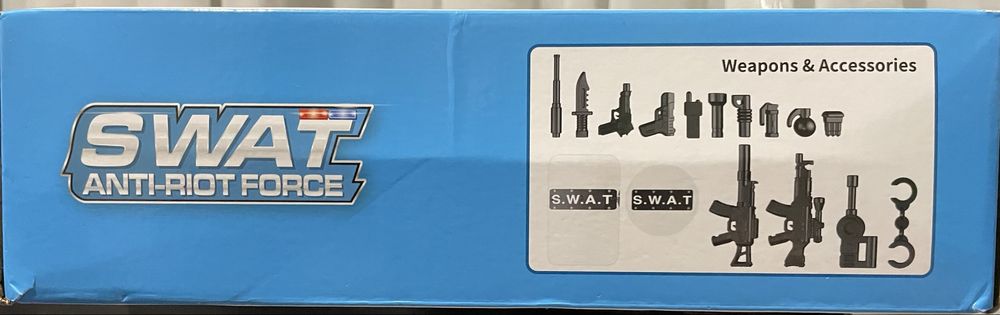 SWAT
ANTI-RIOT FORCE
Weapons & Accessories
S.W.A.T
S.W.A.T